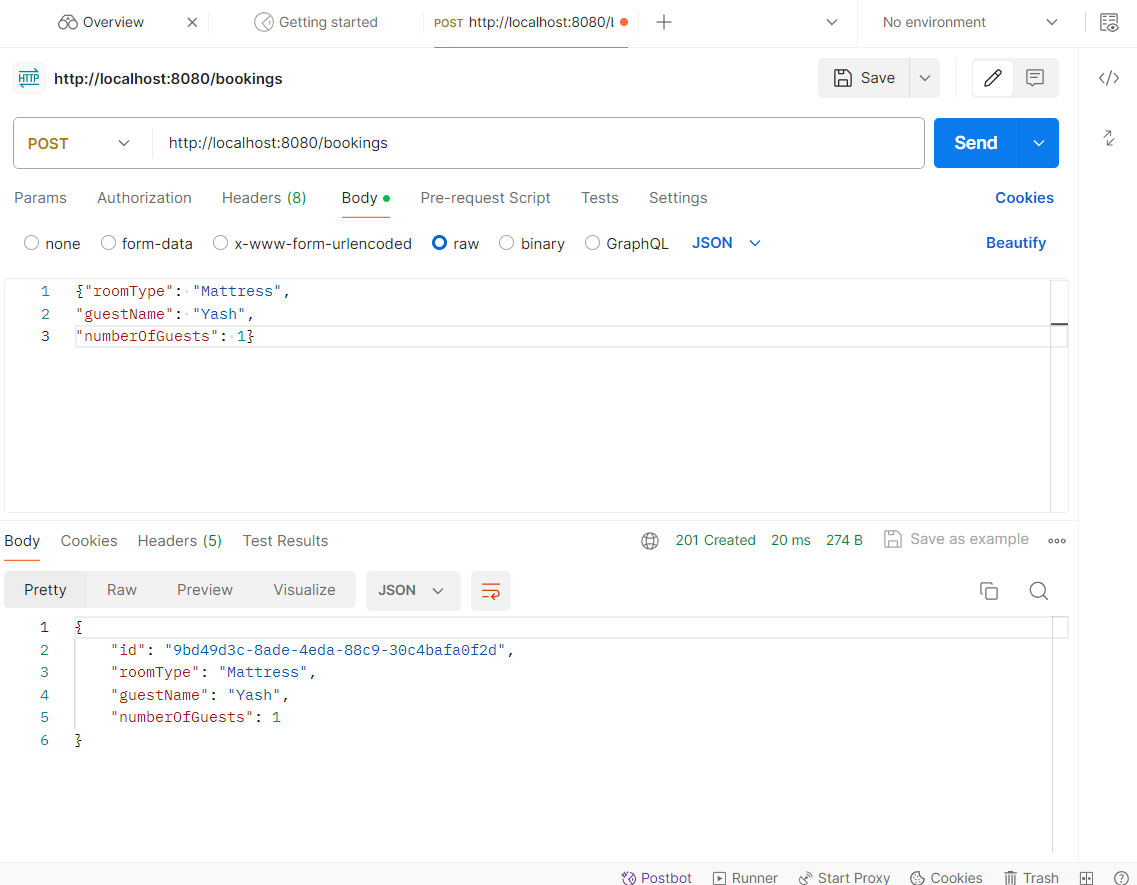 Overview Getting started POST http://localhost:8080/b No environment
HTTP http://localhost:8080/bookings Save
POST http://localhost:8080/bookings Send
Params Authorization Headers (8) Body Pre-request Script Tests Settings Cookies
none form-data x-www-form-urlencoded raw binary GraphQL JSON Beautify
1 {"roomType": "Mattress",
2 "guestName": "Yash",
3 "numberOfGuests": 1}
Body Cookies Headers (5) Test Results 201 Created 20 ms 274 B Save as example
Pretty Raw Preview Visualize JSON
1 {
2 "id": "9bd49d3c-8ade-4eda-88c9-30c4bafa0f2d",
3 "roomType": "Mattress",
4 "guestName": "Yash",
5 "numberOfGuests": 1
6 }
Postbot Runner Start Proxy Cookies Trash